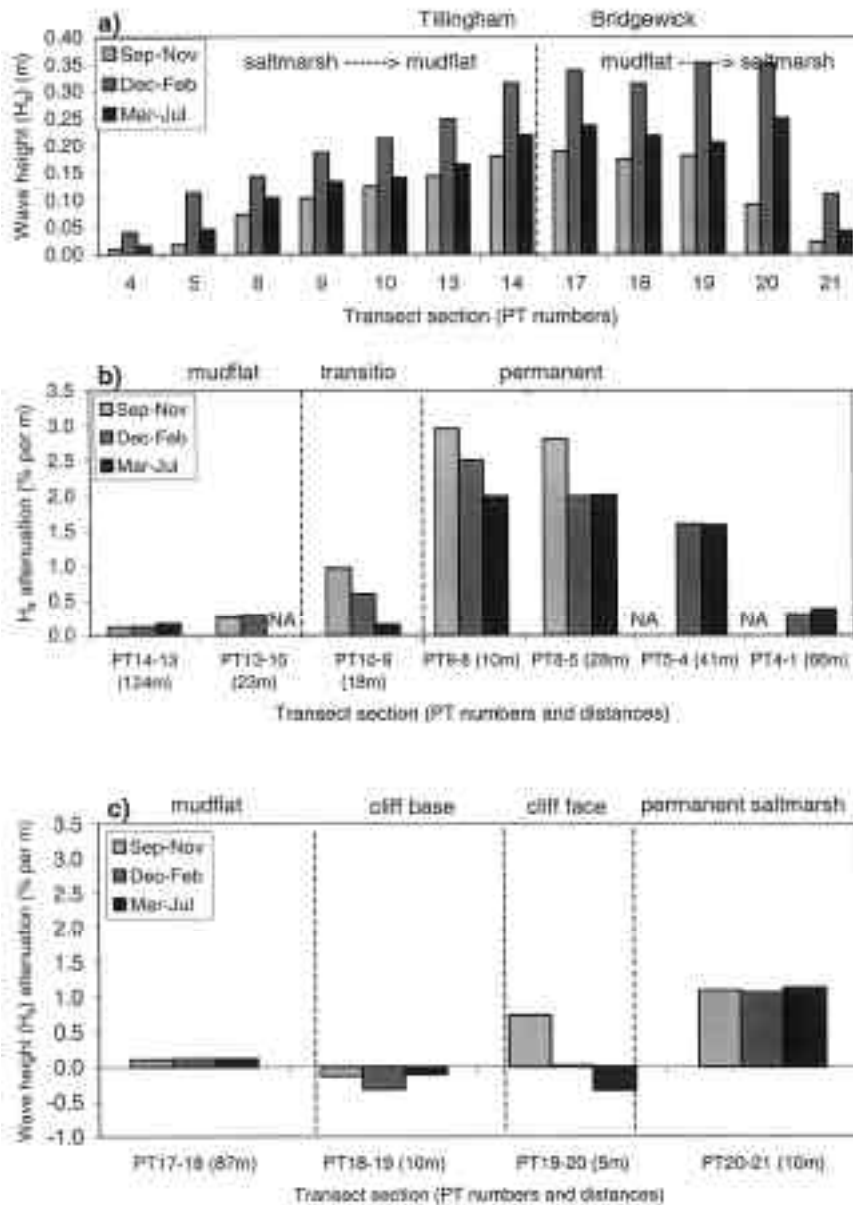 a)
Tillingham
Bridgewick
Sep-Nov
Dec-Feb
Mar-Jul
saltmarsh ------> mudflat
mudflat ------> saltmarsh
Wave height (Hs) (m)
0.40
0.35
0.30
0.25
0.20
0.15
0.10
0.05
0.00
4 5 8 9 10 13 14 17 18 19 20 21
Transect section (PT numbers)
b)
mudflat
transitio
permanent
Sep-Nov
Dec-Feb
Mar-Jul
Hs attenuation (% per m)
3.5
3.0
2.5
2.0
1.5
1.0
0.5
0.0
NA
NA
NA
PT14-13 PT13-10 PT10-9 PT9-8 (10m) PT8-5 (28m) PT5-4 (41m) PT4-1 (66m)
(134m) (23m) (18m)
Transect section (PT numbers and distances)
c)
mudflat
cliff base
cliff face
permanent saltmarsh
Sep-Nov
Dec-Feb
Mar-Jul
Wave height (Hs) attenuation (% per m)
3.5
3.0
2.5
2.0
1.5
1.0
0.5
0.0
-0.5
-1.0
PT17-18 (87m) PT18-19 (10m) PT19-20 (5m) PT20-21 (16m)
Transect section (PT numbers and distances)